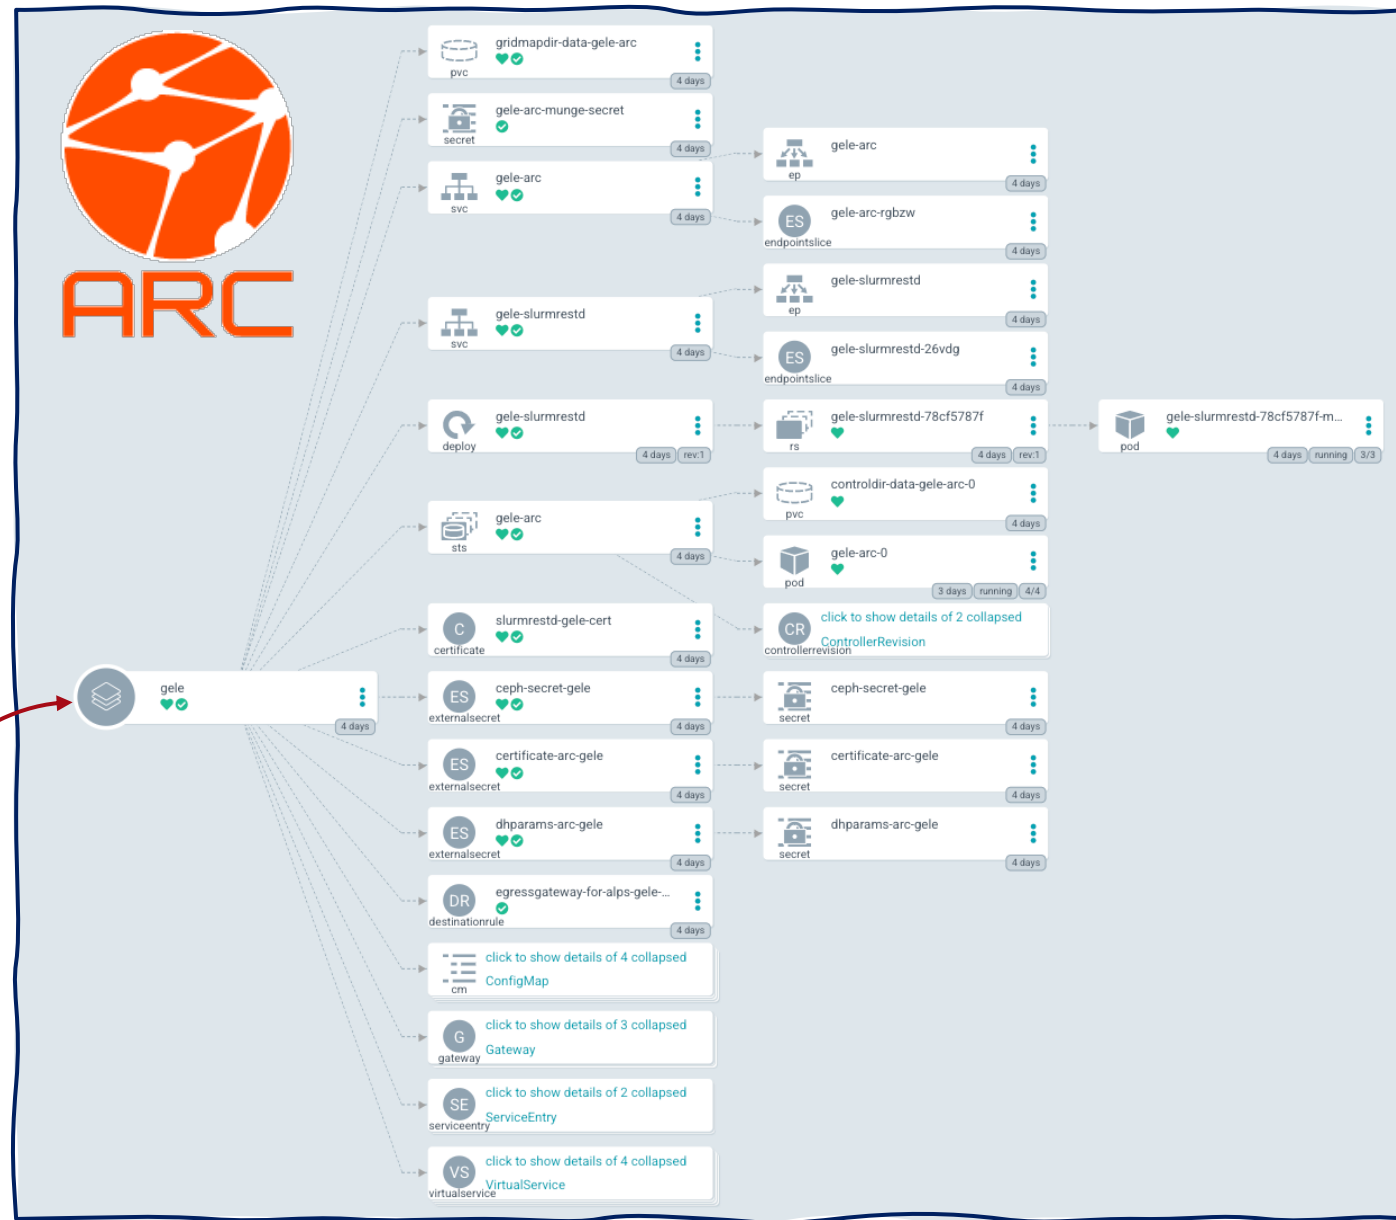 ARC
gele
4 days
gridmapdir-data-gele-arc
pvc
4 days
gele-arc-munge-secret
secret
4 days
gele-arc
svc
4 days
gele-slurmrestd
svc
4 days
gele-slurmrestd
deploy
4 days rev:1
gele-arc
sts
4 days
C
slurmrestd-gele-cert
certificate
4 days
ES
ceph-secret-gele
externalsecret
4 days
ES
certificate-arc-gele
externalsecret
4 days
ES
dhparams-arc-gele
externalsecret
4 days
DR
egressgateway-for-alps-gele-...
destinationrule
4 days
click to show details of 4 collapsed
ConfigMap
cm
G
click to show details of 3 collapsed
Gateway
gateway
SE
click to show details of 2 collapsed
ServiceEntry
serviceentry
VS
click to show details of 4 collapsed
VirtualService
virtualservice
gele-arc
ep
4 days
ES
gele-arc-rgbzw
endpointslice
4 days
gele-slurmrestd
ep
4 days
ES
gele-slurmrestd-26vdg
endpointslice
4 days
gele-slurmrestd-78cf5787f
rs
4 days rev:1
controldir-data-gele-arc-0
pvc
4 days
gele-arc-0
pod
3 days running 4/4
CR
click to show details of 2 collapsed
ControllerRevision
controllerrevision
ceph-secret-gele
secret
4 days
certificate-arc-gele
secret
4 days
dhparams-arc-gele
secret
4 days
gele-slurmrestd-78cf5787f-m...
pod
4 days running 3/3